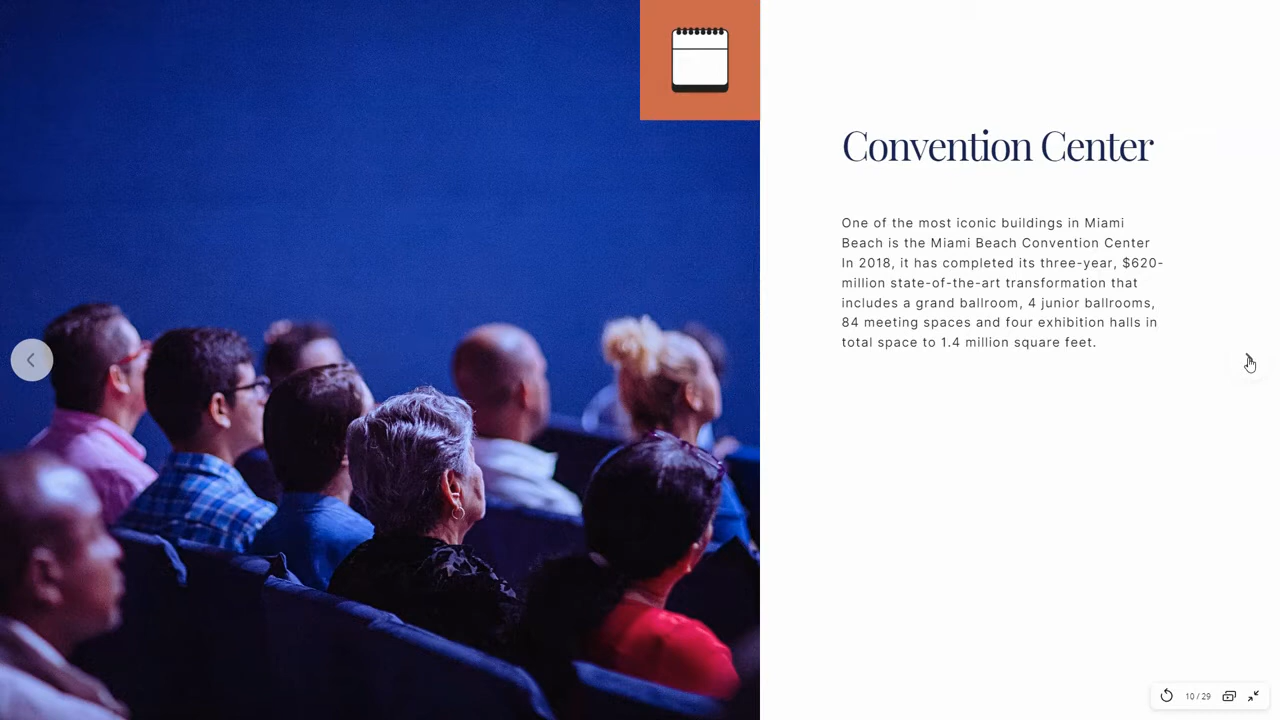 Convention Center
One of the most iconic buildings in Miami
Beach is the Miami Beach Convention Center
In 2018, it has completed its three-year, $620-
million state-of-the-art transformation that
includes a grand ballroom, 4 junior ballrooms,
84 meeting spaces and four exhibition halls in
total space to 1.4 million square feet.
10 / 29